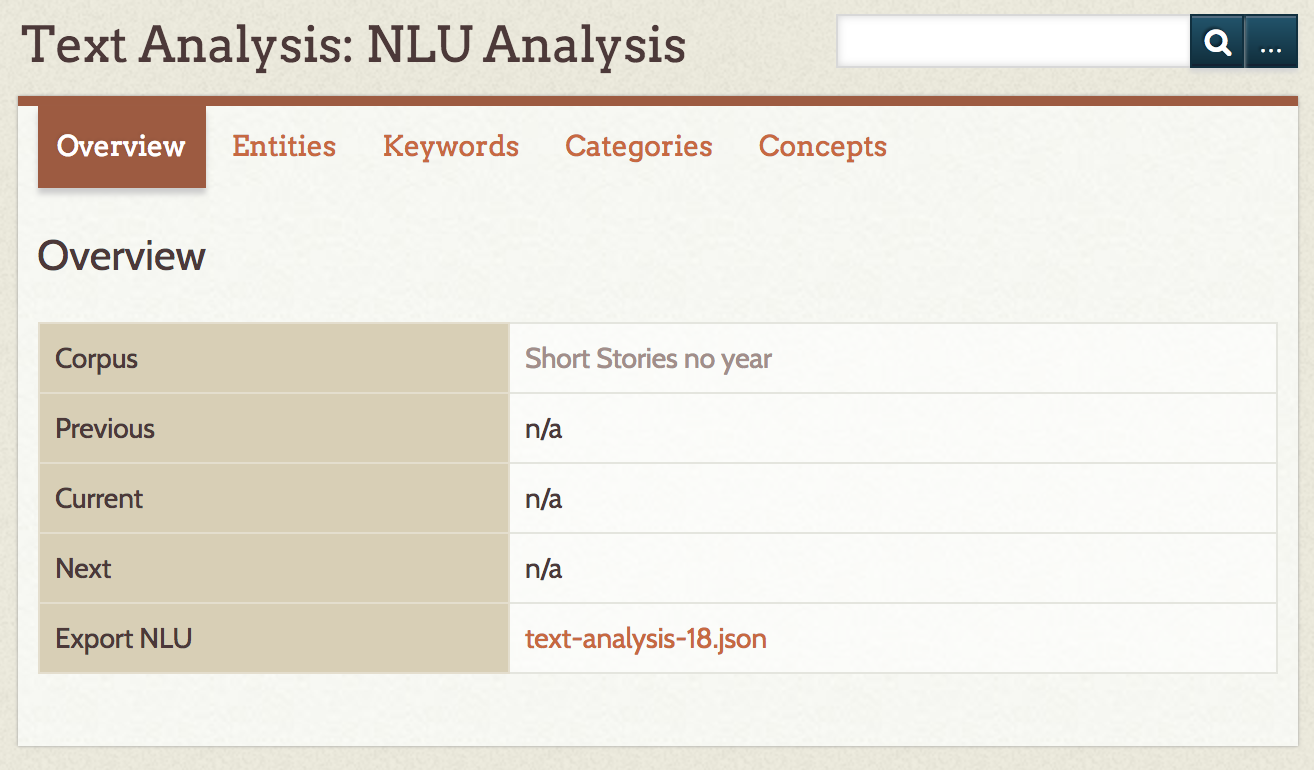 Text Analysis: NLU Analysis
...
Overview Entities Keywords Categories Concepts
Overview
Corpus Short Stories no year
Previous n/a
Current n/a
Next n/a
Export NLU text-analysis-18.json